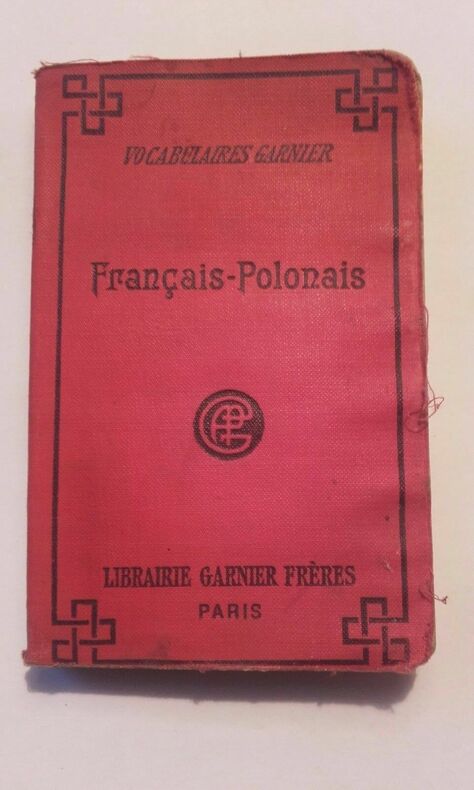 VOCABULAIRES GARNIER
Français-Polonais
LIBRAIRIE GARNIER FRÈRES
PARIS